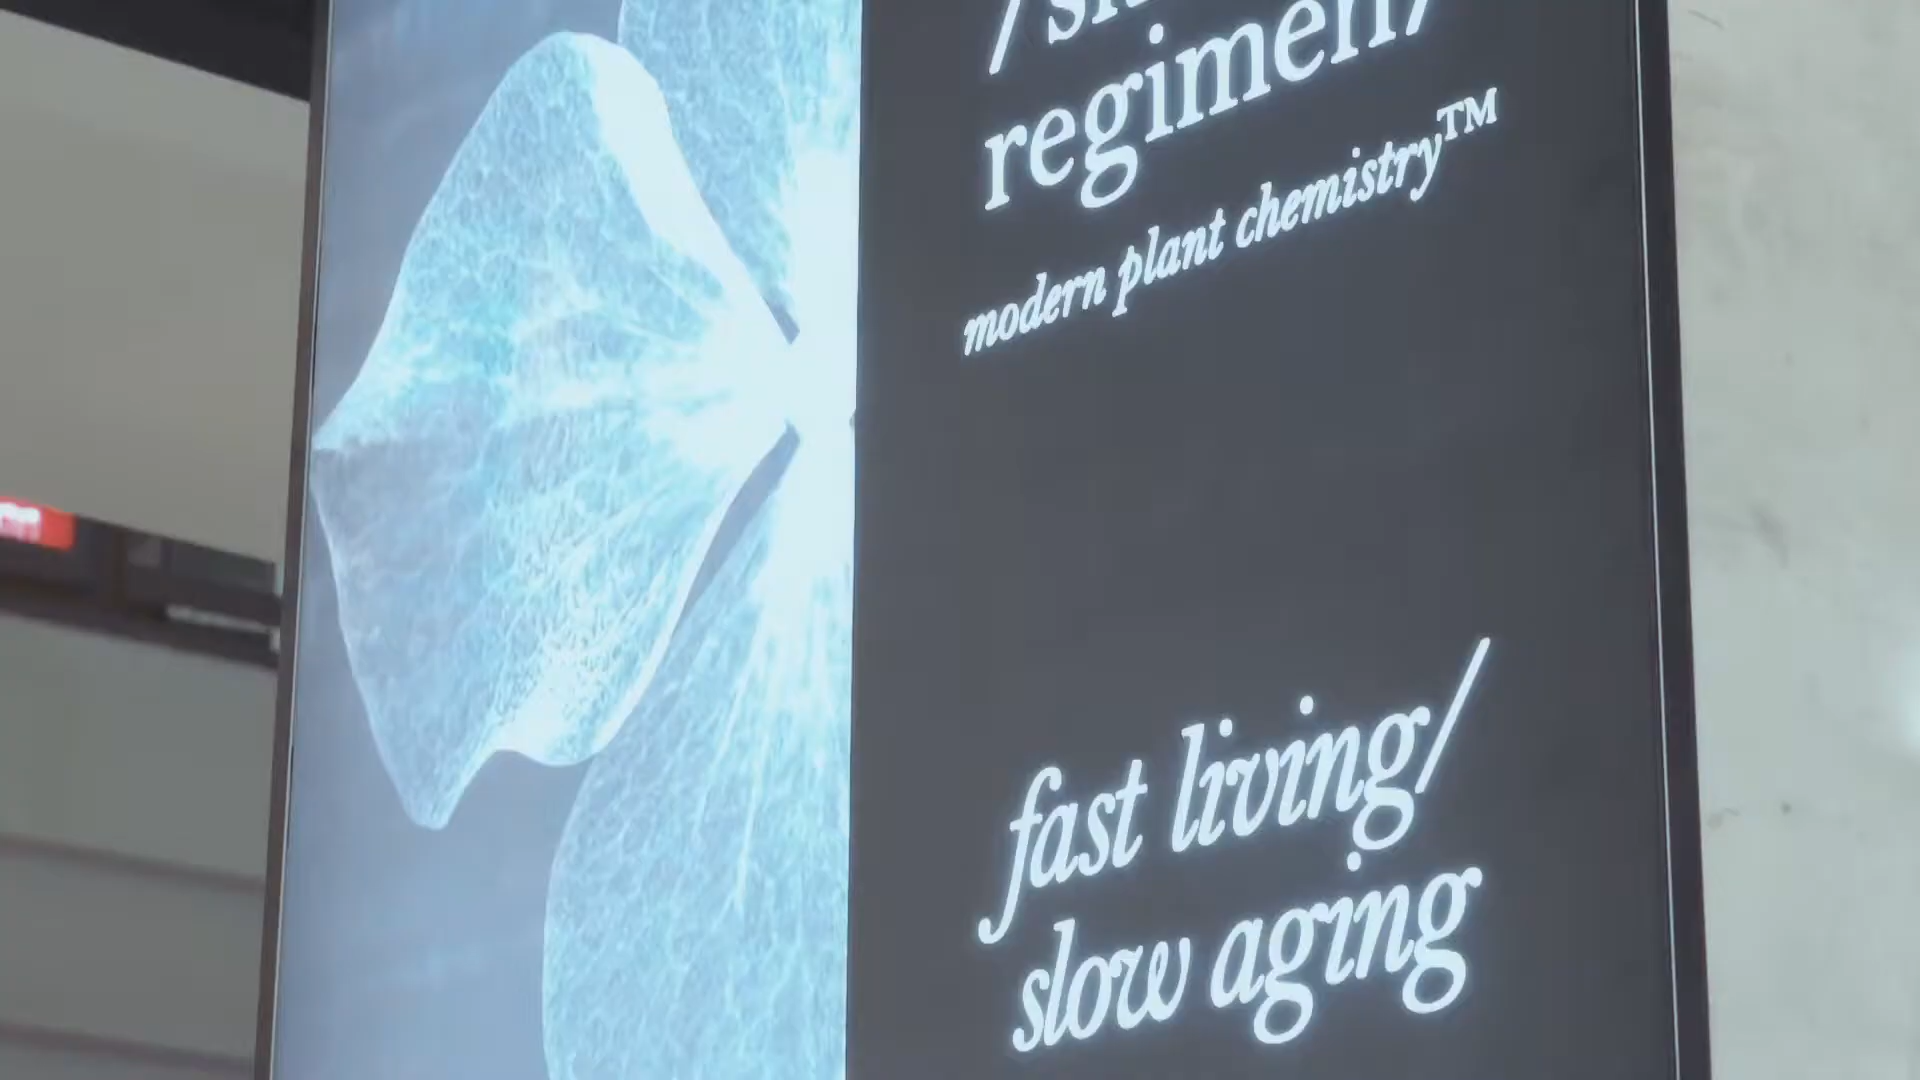 regimen/
modern plant chemistry™
fast living/
slow aging